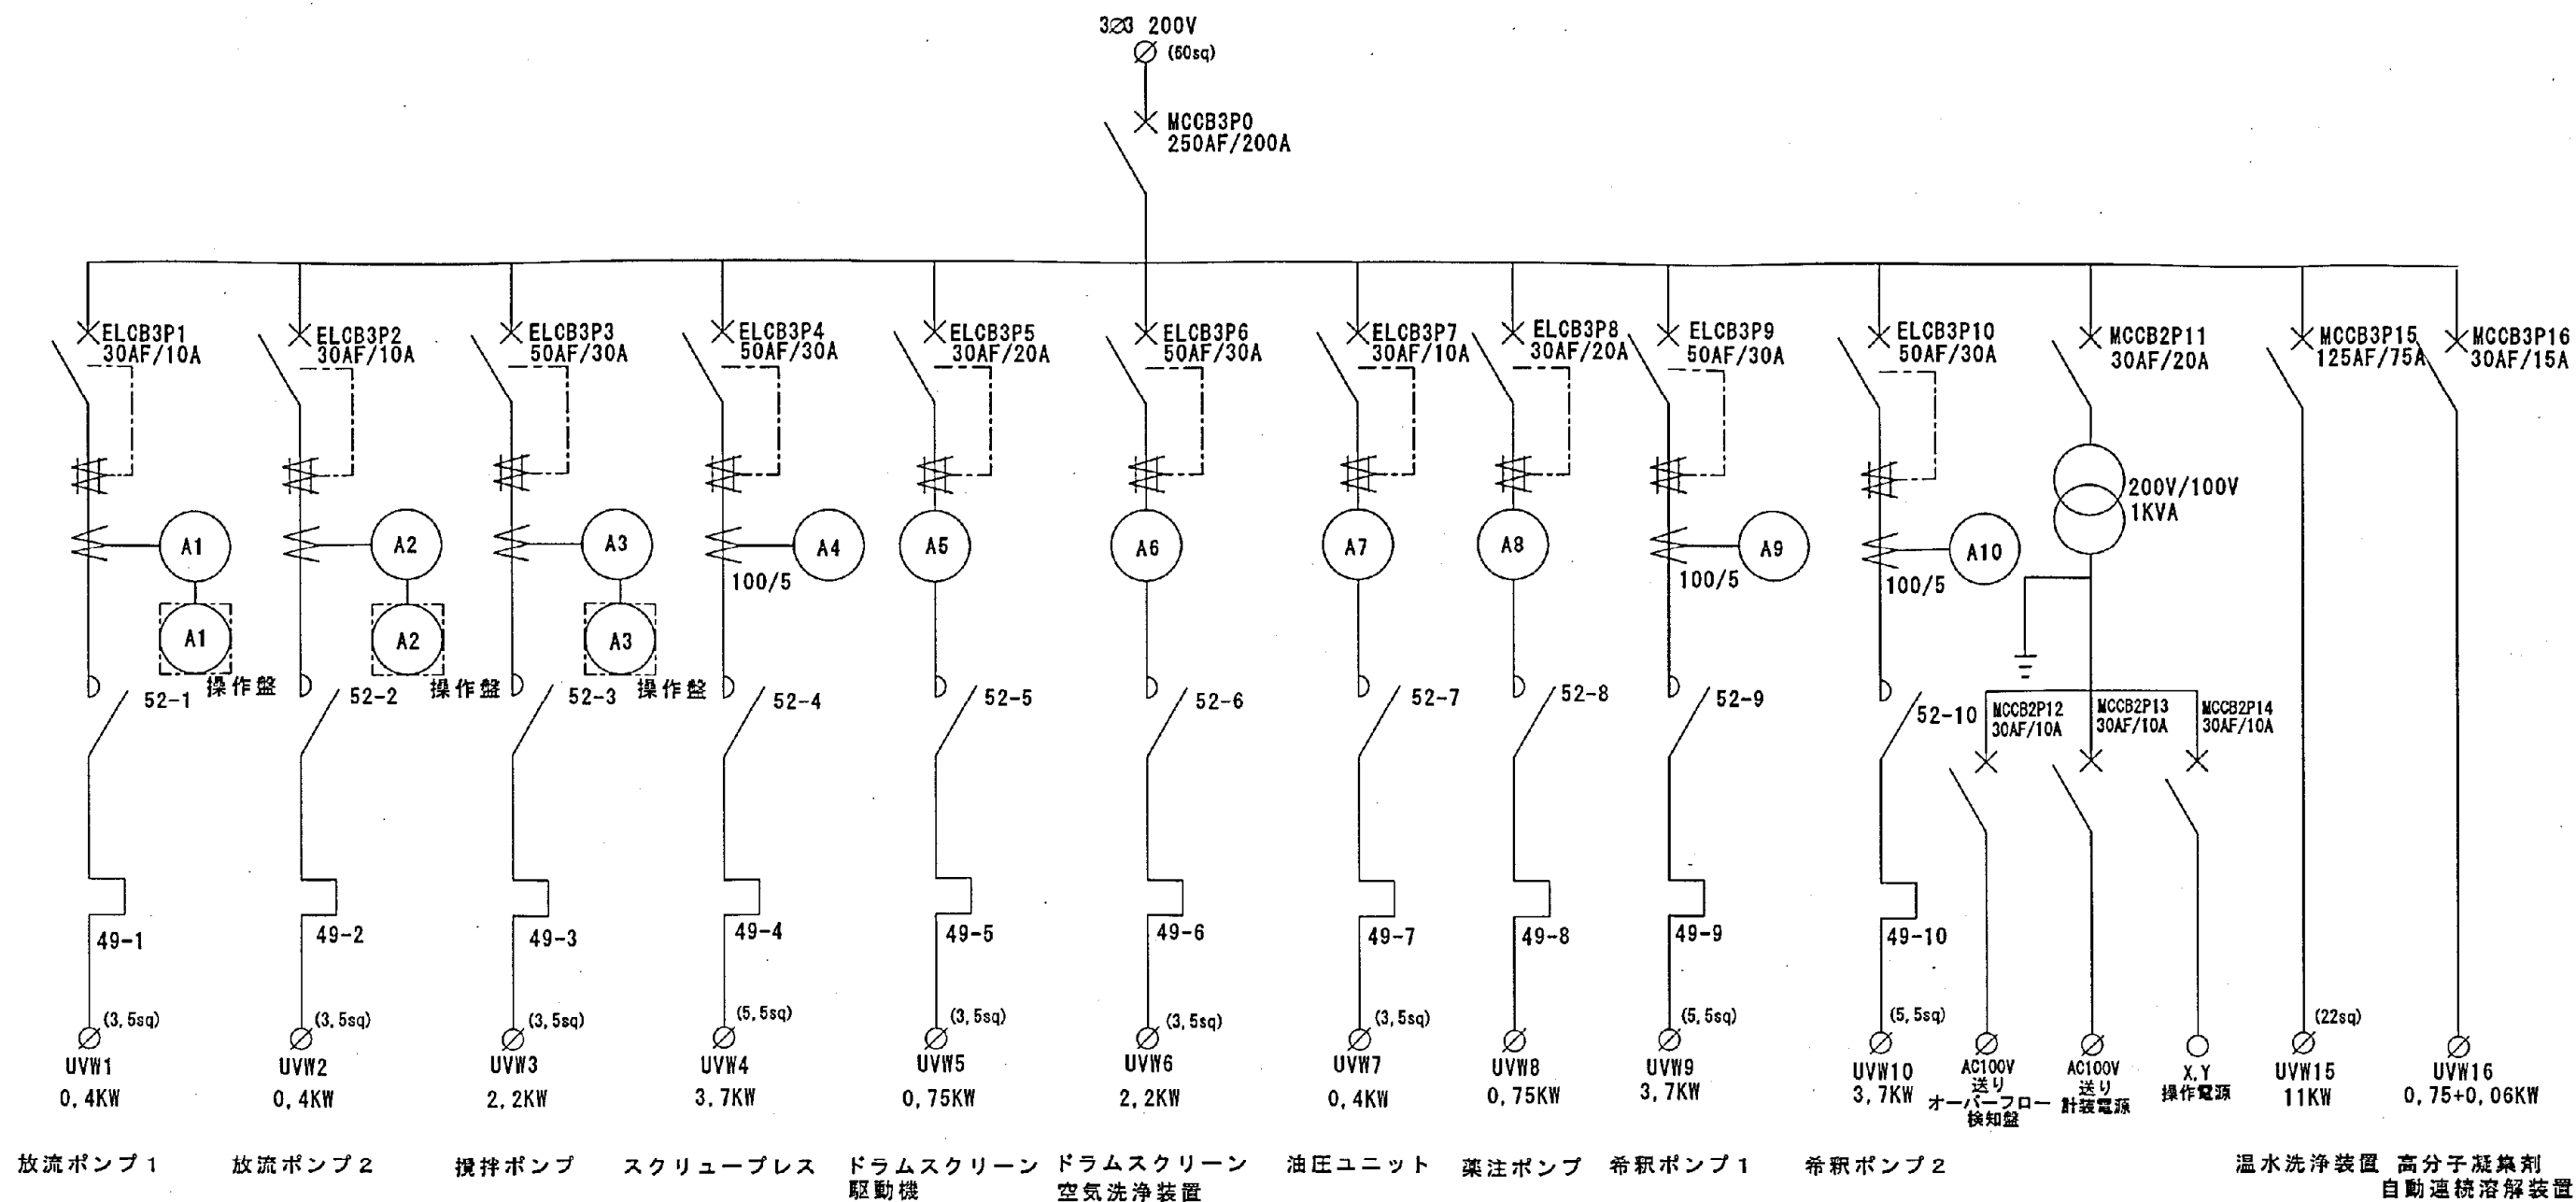 3∅3 200V
(60sq)
MCCB3P0
250AF/200A
ELCB3P1
30AF/10A
ELCB3P2
30AF/10A
ELCB3P3
50AF/30A
ELCB3P4
50AF/30A
ELCB3P5
30AF/20A
ELCB3P6
50AF/30A
ELCB3P7
30AF/10A
ELCB3P8
30AF/20A
ELCB3P9
50AF/30A
ELCB3P10
50AF/30A
MCCB2P11
30AF/20A
MCCB3P15
125AF/75A
MCCB3P16
30AF/15A
200V/100V
1KVA
A1
A2
A3
A4
A5
A6
A7
A8
A9
A10
100/5
100/5
100/5
A1
A2
A3
操作盤
操作盤
操作盤
52-1
52-2
52-3
52-4
52-5
52-6
52-7
52-8
52-9
52-10
MCCB2P12
30AF/10A
MCCB2P13
30AF/10A
MCCB2P14
30AF/10A
49-1
49-2
49-3
49-4
49-5
49-6
49-7
49-8
49-9
49-10
(3,5sq)
(3,5sq)
(3,5sq)
(5,5sq)
(3,5sq)
(3,5sq)
(3,5sq)
(5,5sq)
(5,5sq)
(22sq)
UVW1
0,4KW
UVW2
0,4KW
UVW3
2,2KW
UVW4
3,7KW
UVW5
0,75KW
UVW6
2,2KW
UVW7
0,4KW
UVW8
0,75KW
UVW9
3,7KW
UVW10
3,7KW
AC100V
送り
オーバーフロー
検知盤
AC100V
送り
計装電源
X,Y
操作電源
UVW15
11KW
UVW16
0,75+0,06KW
放流ポンプ1
放流ポンプ2
攪拌ポンプ
スクリュープレス
ドラムスクリーン
駆動機
ドラムスクリーン
空気洗浄装置
油圧ユニット
薬注ポンプ
希釈ポンプ1
希釈ポンプ2
温水洗浄装置
高分子凝集剤
自動連続溶解装置